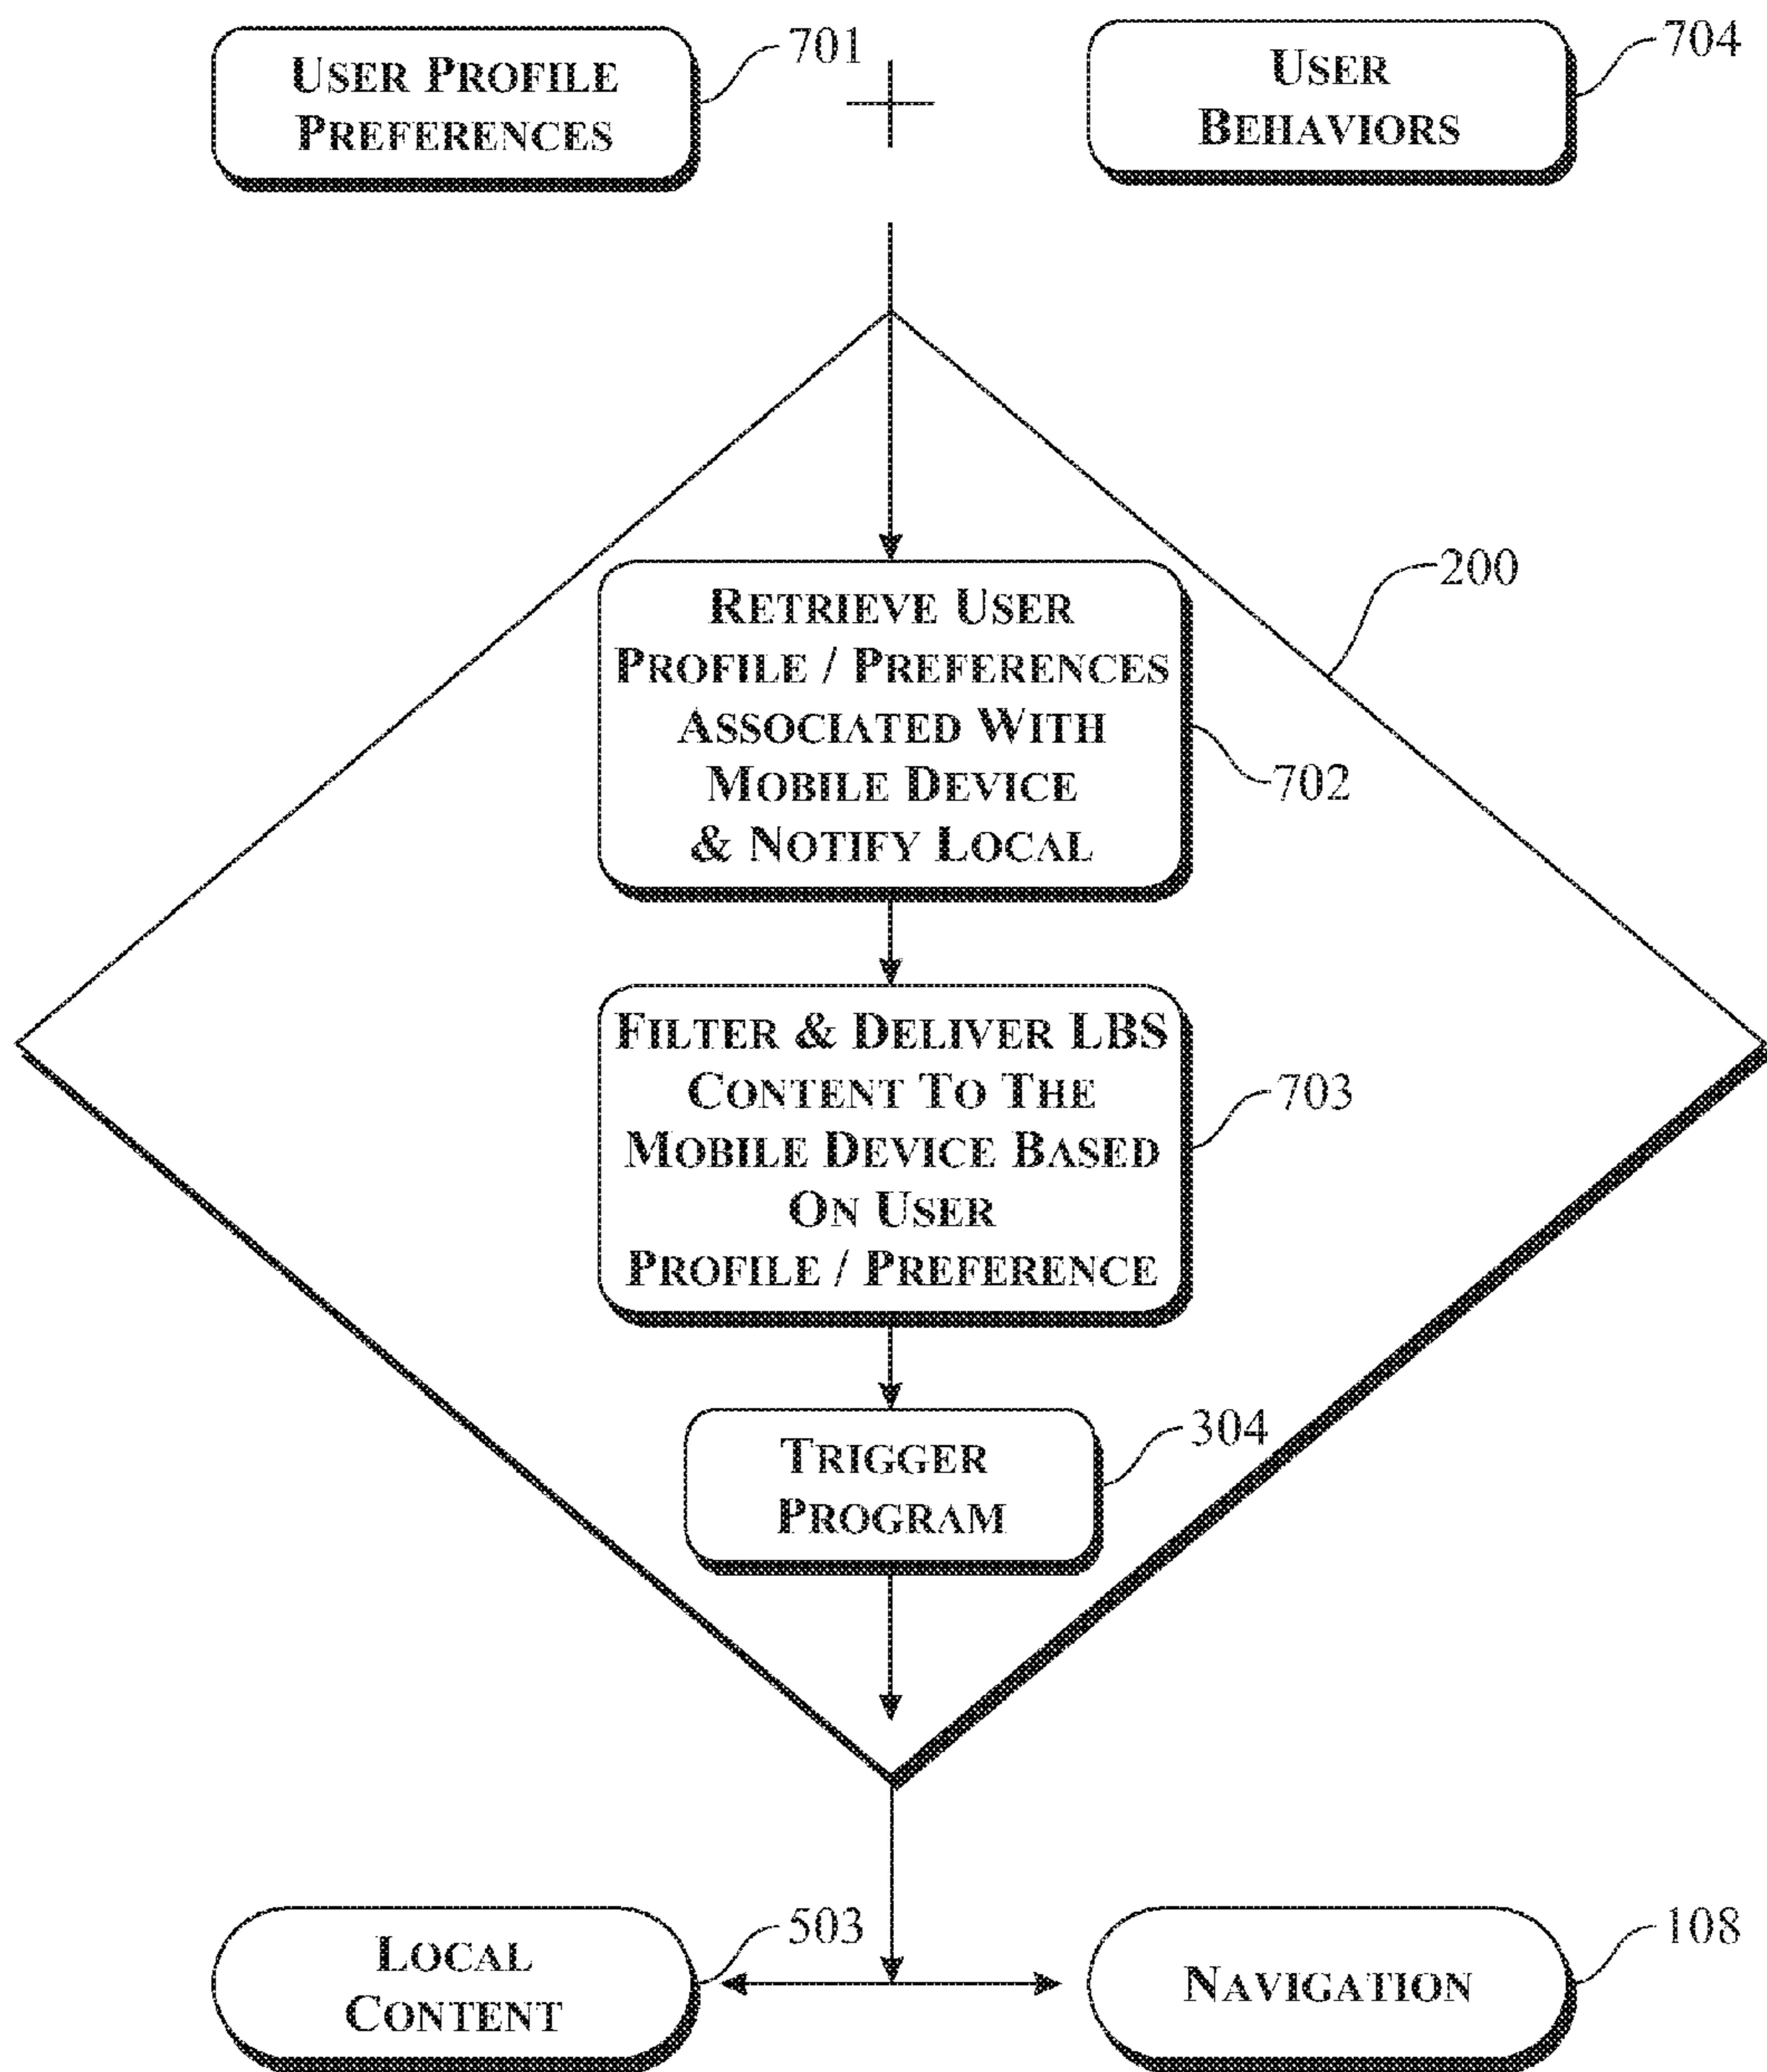 USER PROFILE
PREFERENCES
701
USER
BEHAVIORS
704
200
RETRIEVE USER
PROFILE / PREFERENCES
ASSOCIATED WITH
MOBILE DEVICE
& NOTIFY LOCAL
702
FILTER & DELIVER LBS
CONTENT TO THE
MOBILE DEVICE BASED
ON USER
PROFILE / PREFERENCE
703
TRIGGER
PROGRAM
304
LOCAL
CONTENT
503
NAVIGATION
108